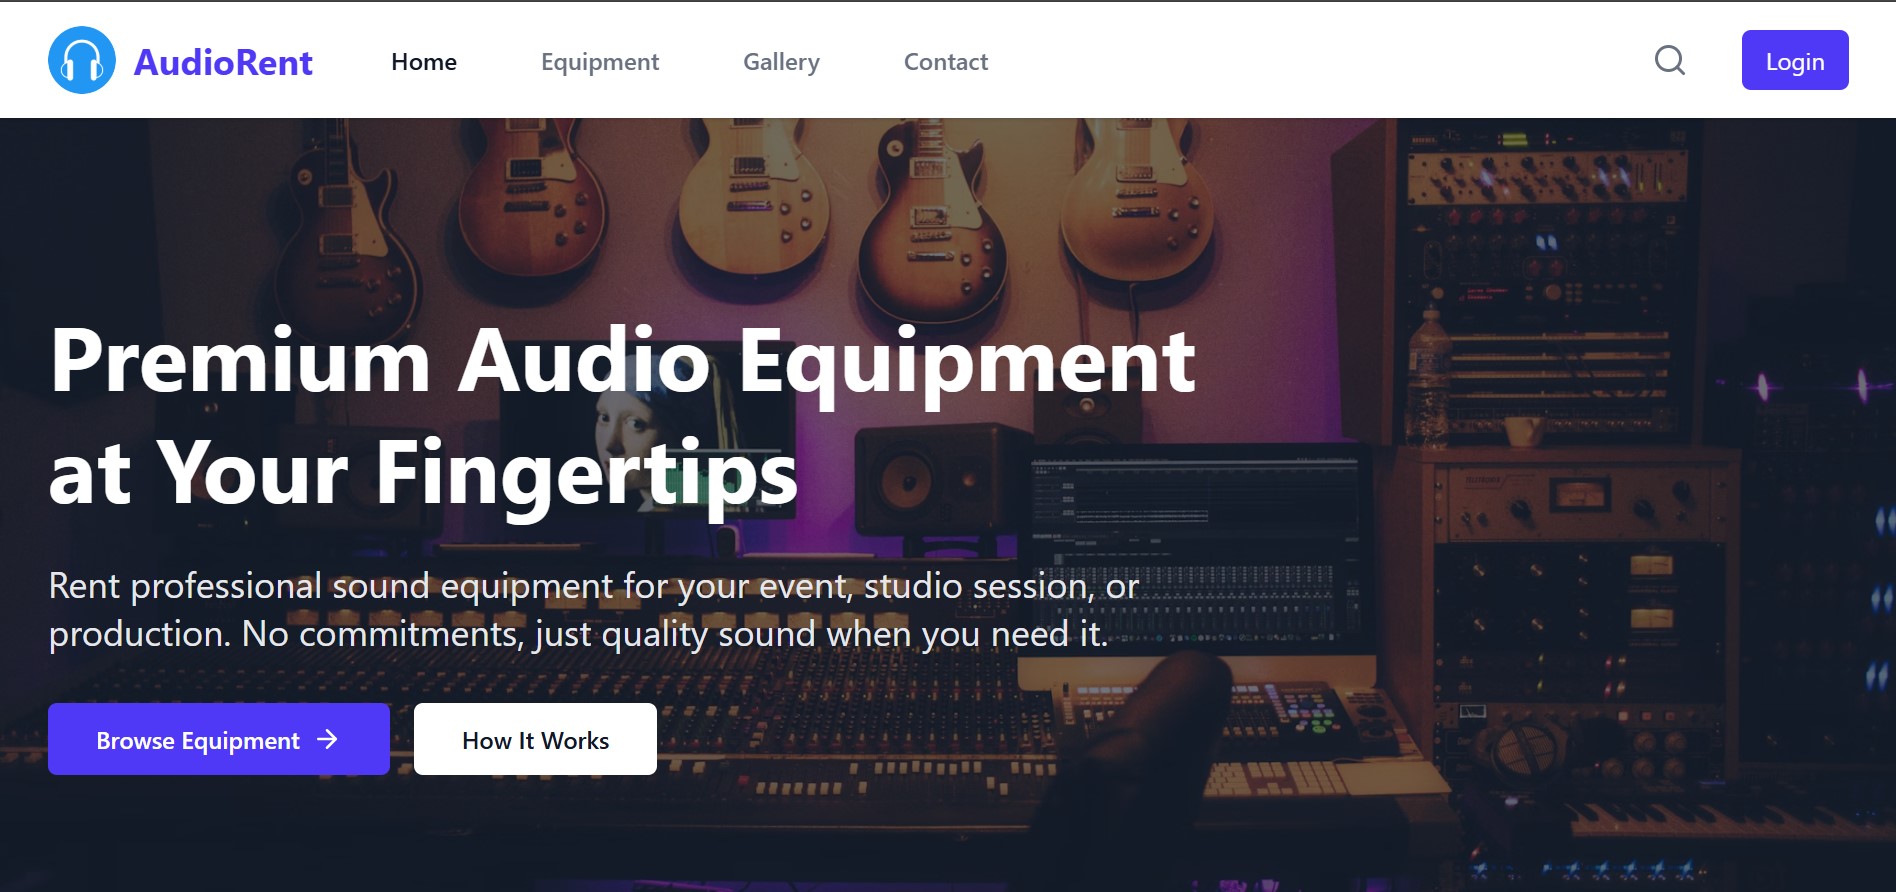 AudioRent
Home
Equipment
Gallery
Contact
Login
Premium Audio Equipment
at Your Fingertips
Rent professional sound equipment for your event, studio session, or
production. No commitments, just quality sound when you need it.
Browse Equipment
How It Works